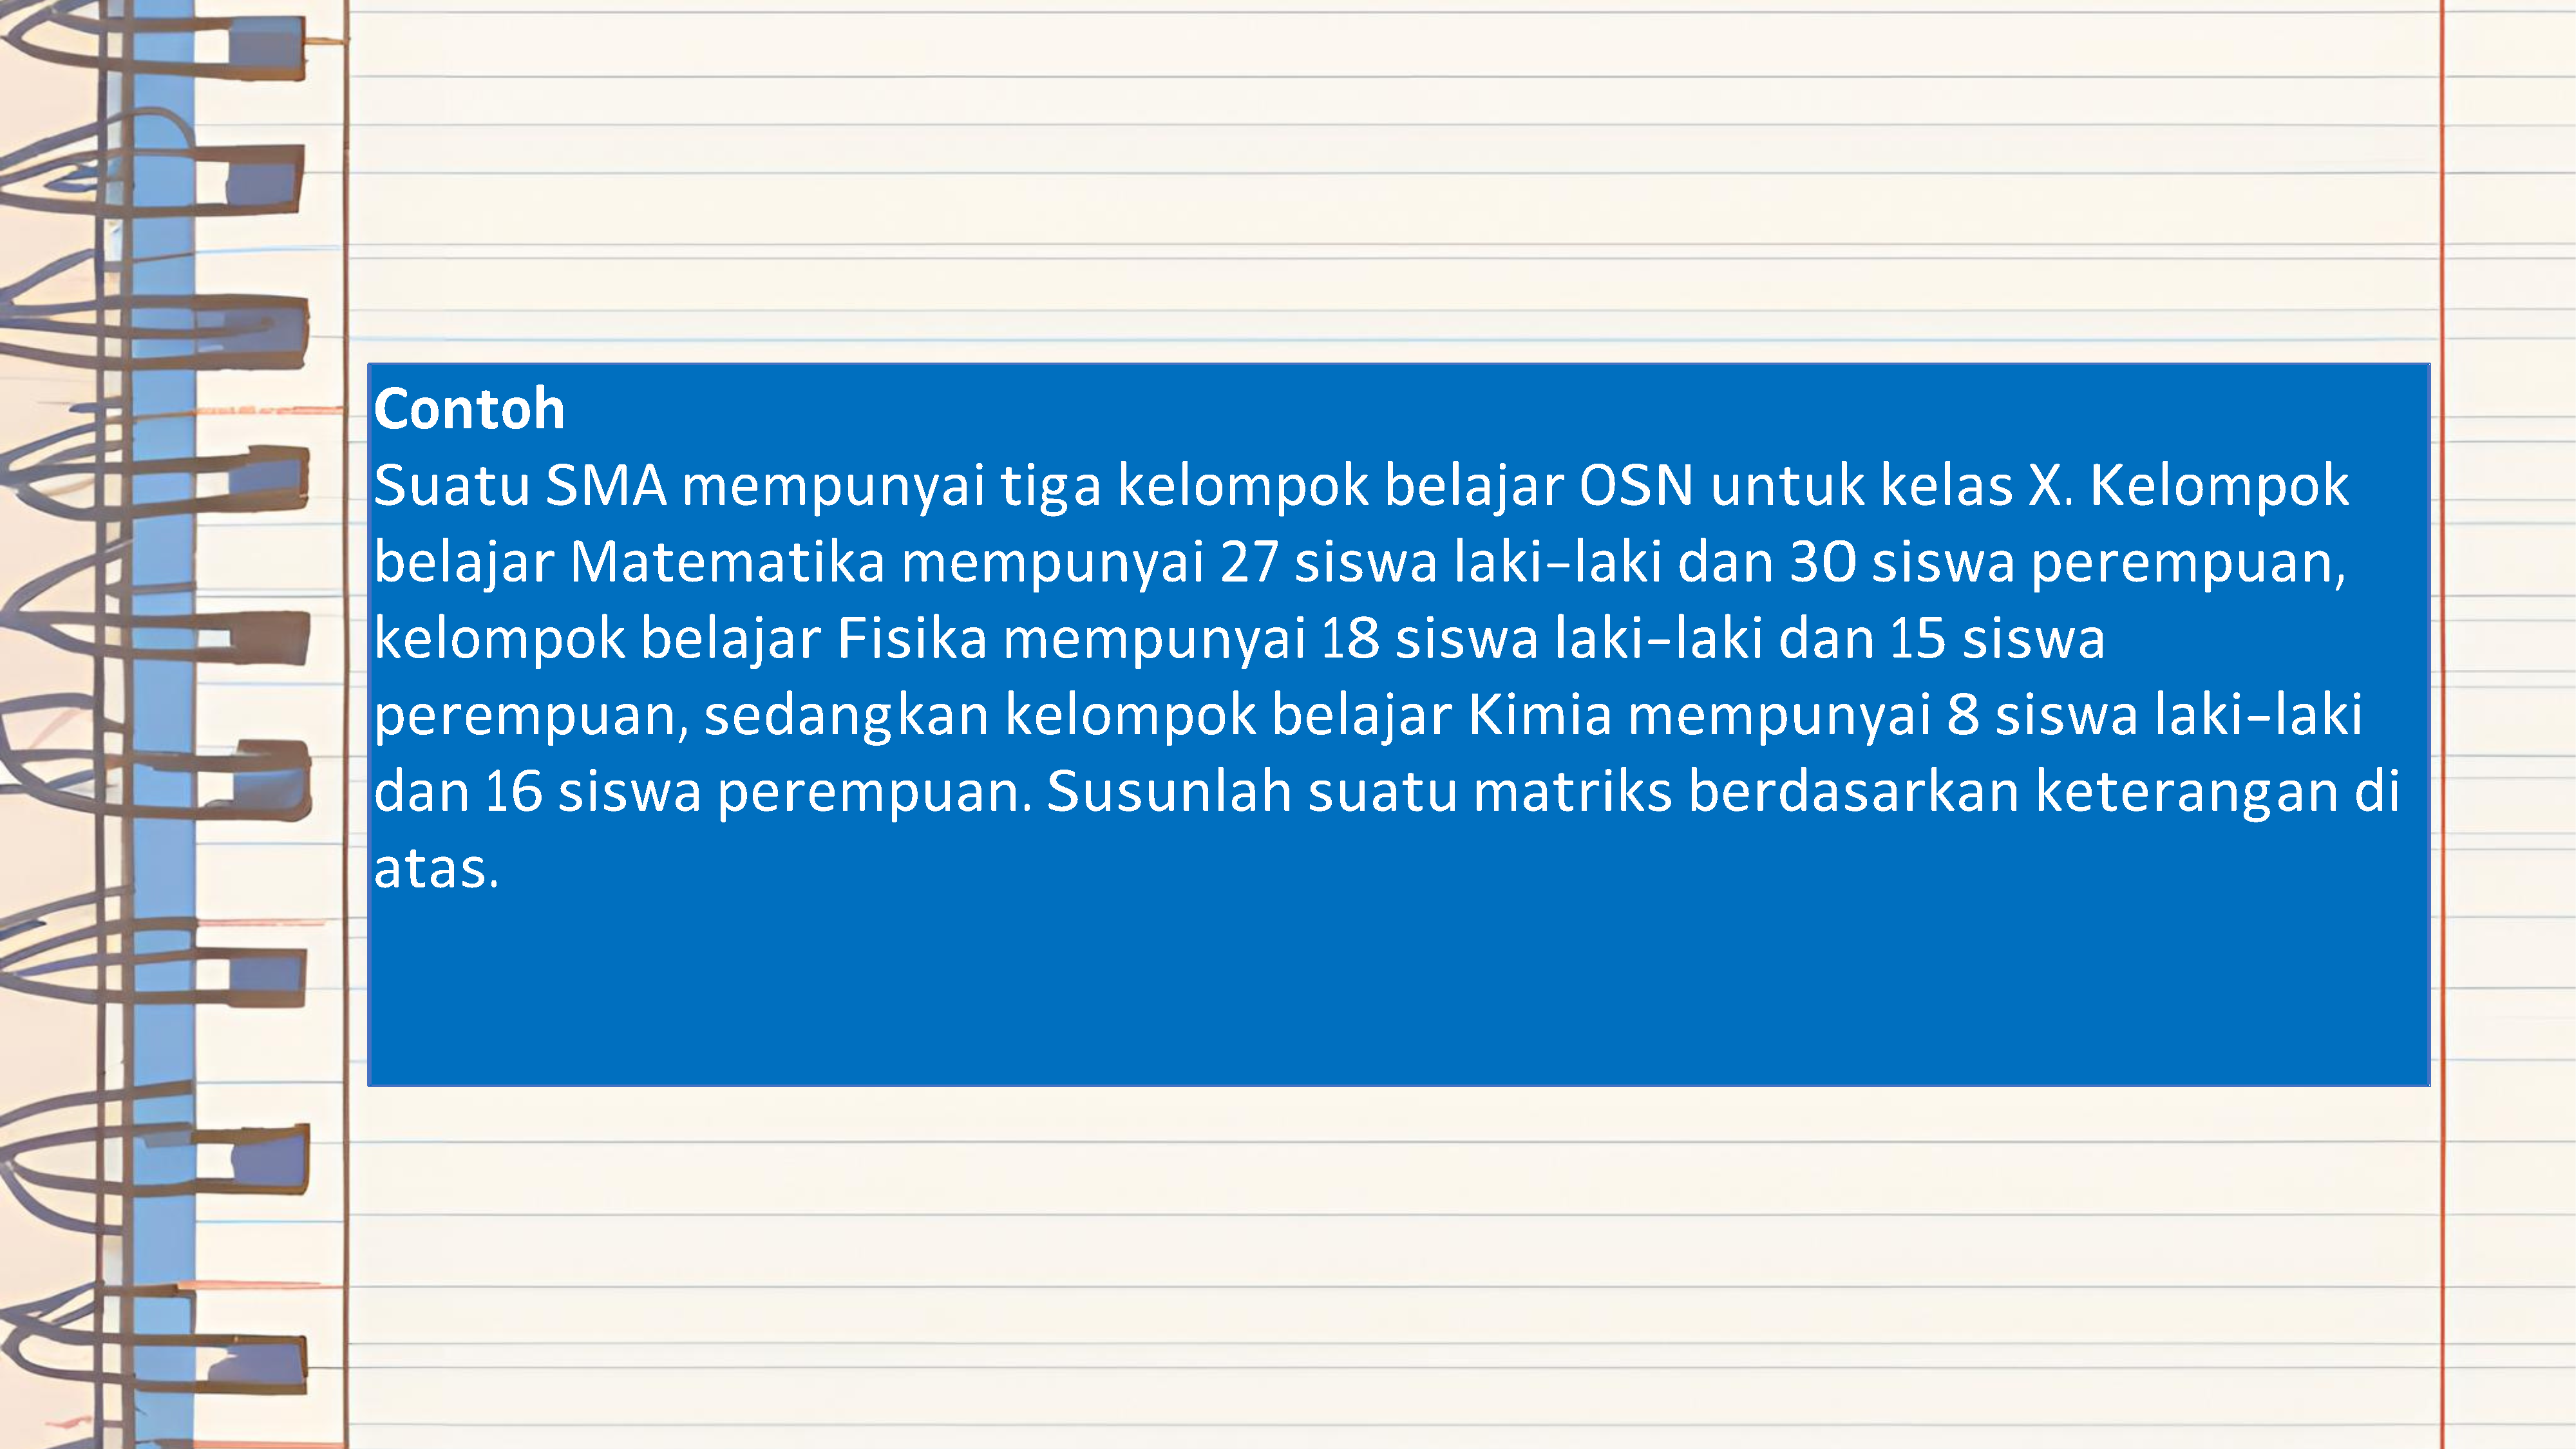 Contoh
Suatu SMA mempunyai tiga kelompok belajar OSN untuk kelas X. Kelompok
belajar Matematika mempunyai 27 siswa laki-laki dan 30 siswa perempuan,
kelompok belajar Fisika mempunyai 18 siswa laki-laki dan 15 siswa
perempuan, sedangkan kelompok belajar Kimia mempunyai 8 siswa laki-laki
dan 16 siswa perempuan. Susunlah suatu matriks berdasarkan keterangan di
atas.